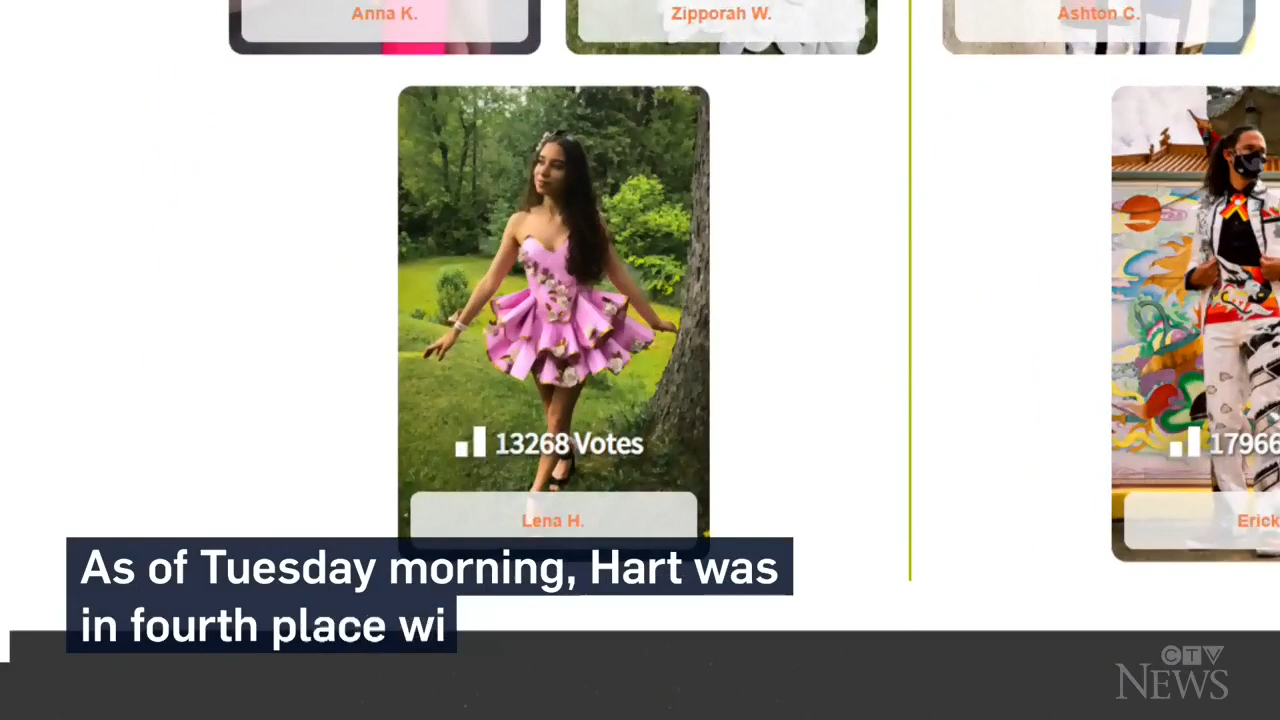 Anna K.
Zipporah W.
Ashton C.
13268 Votes
17966
Lena H.
Erick
As of Tuesday morning, Hart was
in fourth place wi
CTV
NEWS